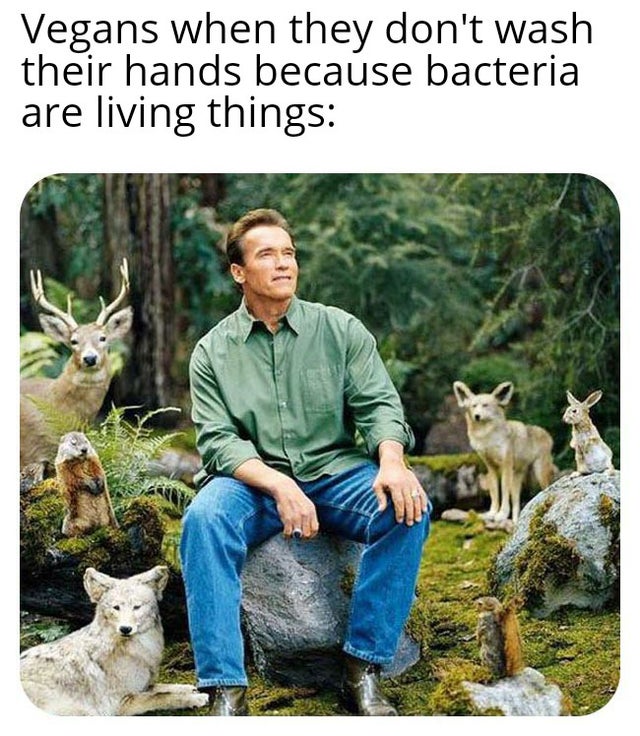 Vegans when they don't wash
their hands because bacteria
are living things: